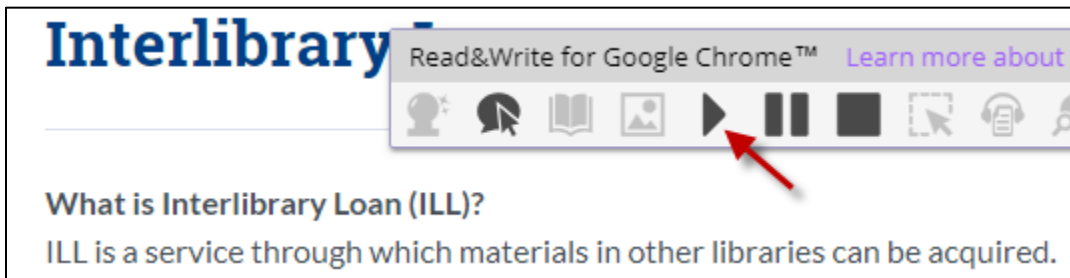 Interlibrary
Read&Write for Google Chrome™ Learn more about
What is Interlibrary Loan (ILL)?
ILL is a service through which materials in other libraries can be acquired.